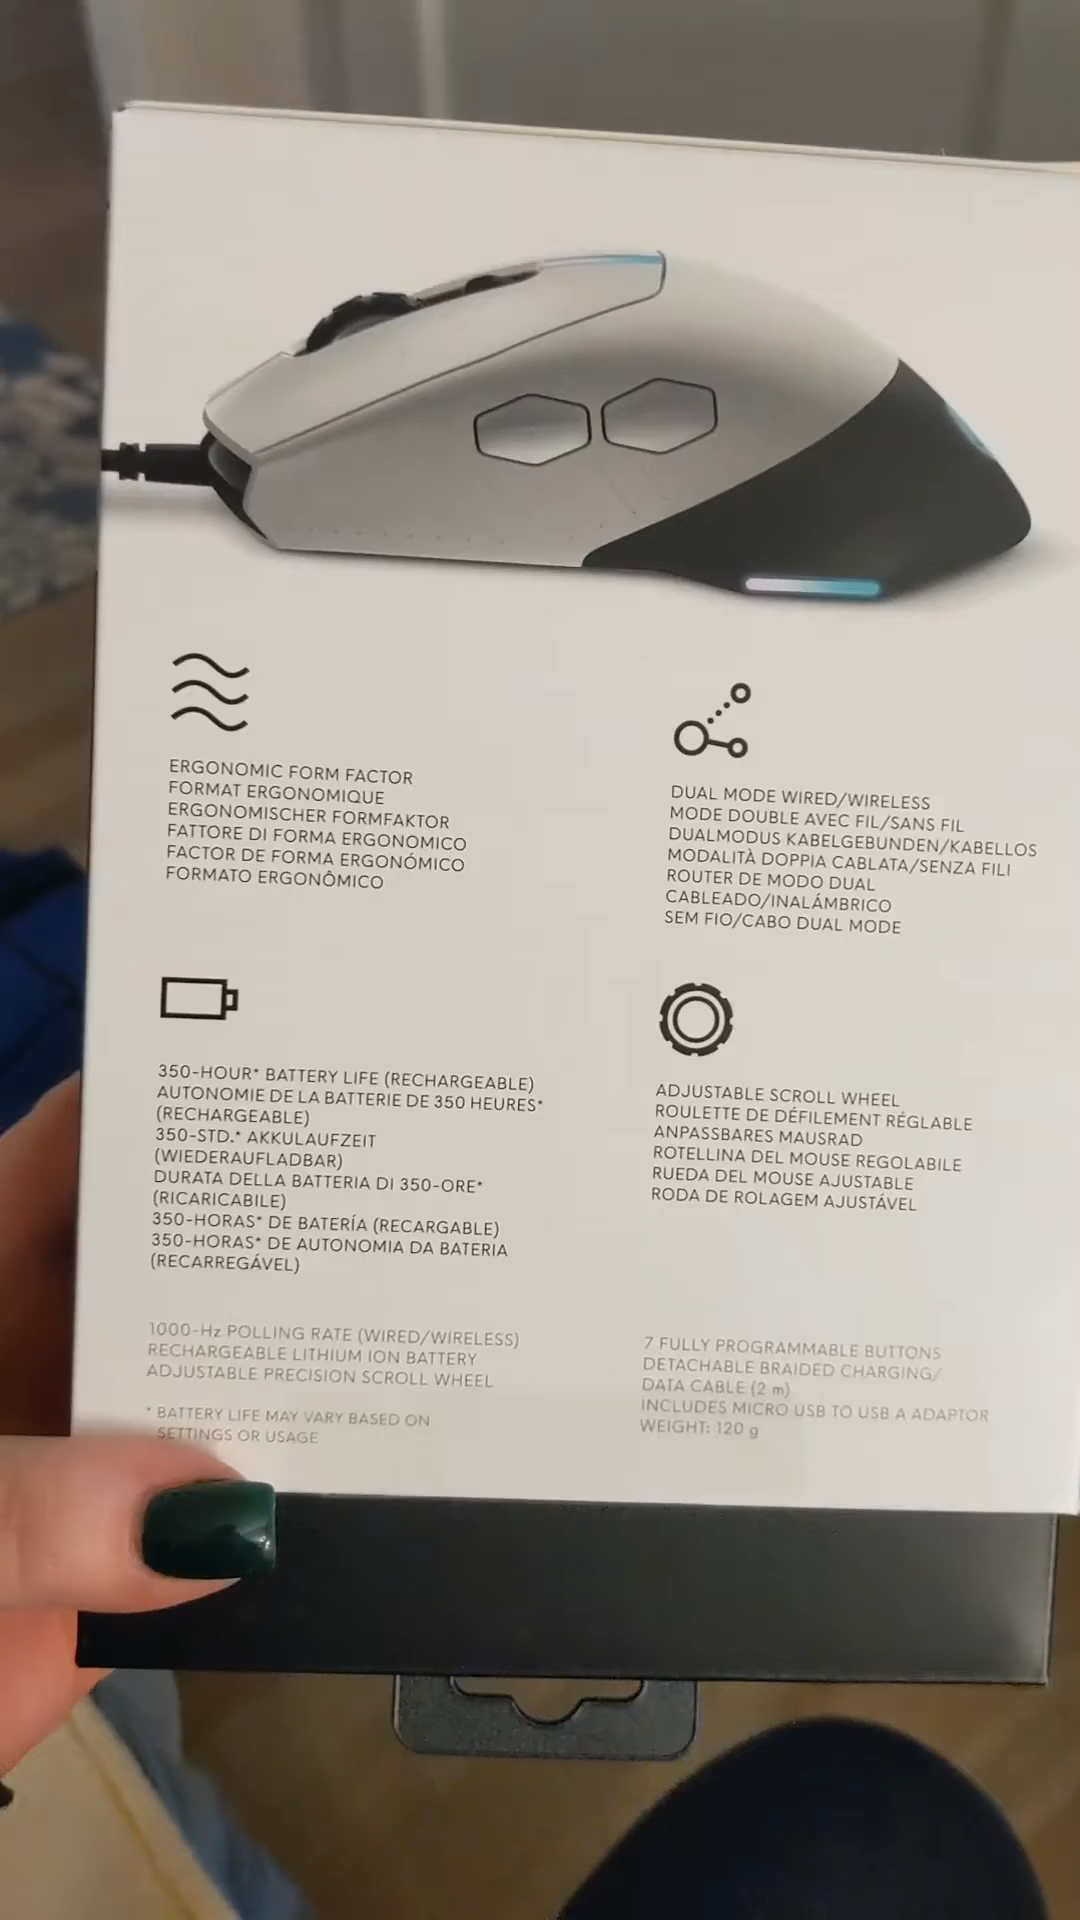 ERGONOMIC FORM FACTOR
FORMAT ERGONOMIQUE
ERGONOMISCHER FORMFAKTOR
FATTORE DI FORMA ERGONOMICO
FACTOR DE FORMA ERGONÓMICO
FORMATO ERGONÔMICO
DUAL MODE WIRED/WIRELESS
MODE DOUBLE AVEC FIL/SANS FIL
DUALMODUS KABELGEBUNDEN/KABELLOS
MODALITÀ DOPPIA CABLATA/SENZA FILI
ROUTER DE MODO DUAL
CABLEADO/INALÁMBRICO
SEM FIO/CABO DUAL MODE
350-HOUR* BATTERY LIFE (RECHARGEABLE)
AUTONOMIE DE LA BATTERIE DE 350 HEURES*
(RECHARGEABLE)
350-STD.* AKKULAUFZEIT
(WIEDERAUFLADBAR)
DURATA DELLA BATTERIA DI 350-ORE*
(RICARICABILE)
350-HORAS* DE BATERÍA (RECARGABLE)
350-HORAS* DE AUTONOMIA DA BATERIA
(RECARREGÁVEL)
ADJUSTABLE SCROLL WHEEL
ROULETTE DE DÉFILEMENT RÉGLABLE
ANPASSBARES MAUSRAD
ROTELLINA DEL MOUSE REGOLABILE
RUEDA DEL MOUSE AJUSTABLE
RODA DE ROLAGEM AJUSTÁVEL
1000-Hz POLLING RATE (WIRED/WIRELESS)
RECHARGEABLE LITHIUM ION BATTERY
ADJUSTABLE PRECISION SCROLL WHEEL
* BATTERY LIFE MAY VARY BASED ON
SETTINGS OR USAGE
7 FULLY PROGRAMMABLE BUTTONS
DETACHABLE BRAIDED CHARGING/
DATA CABLE (2 m)
INCLUDES MICRO USB TO USB A ADAPTOR
WEIGHT: 120 g